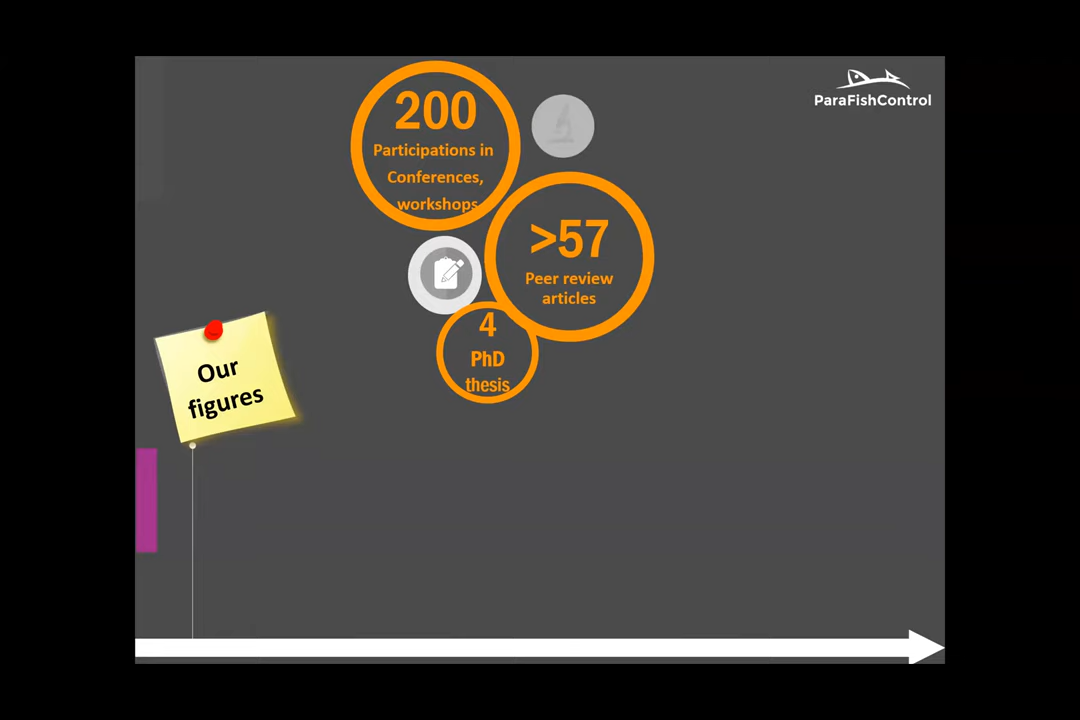 200
Participations in
Conferences,
workshops
ParaFishControl
>57
Peer review
articles
4
PhD
thesis
Our
figures